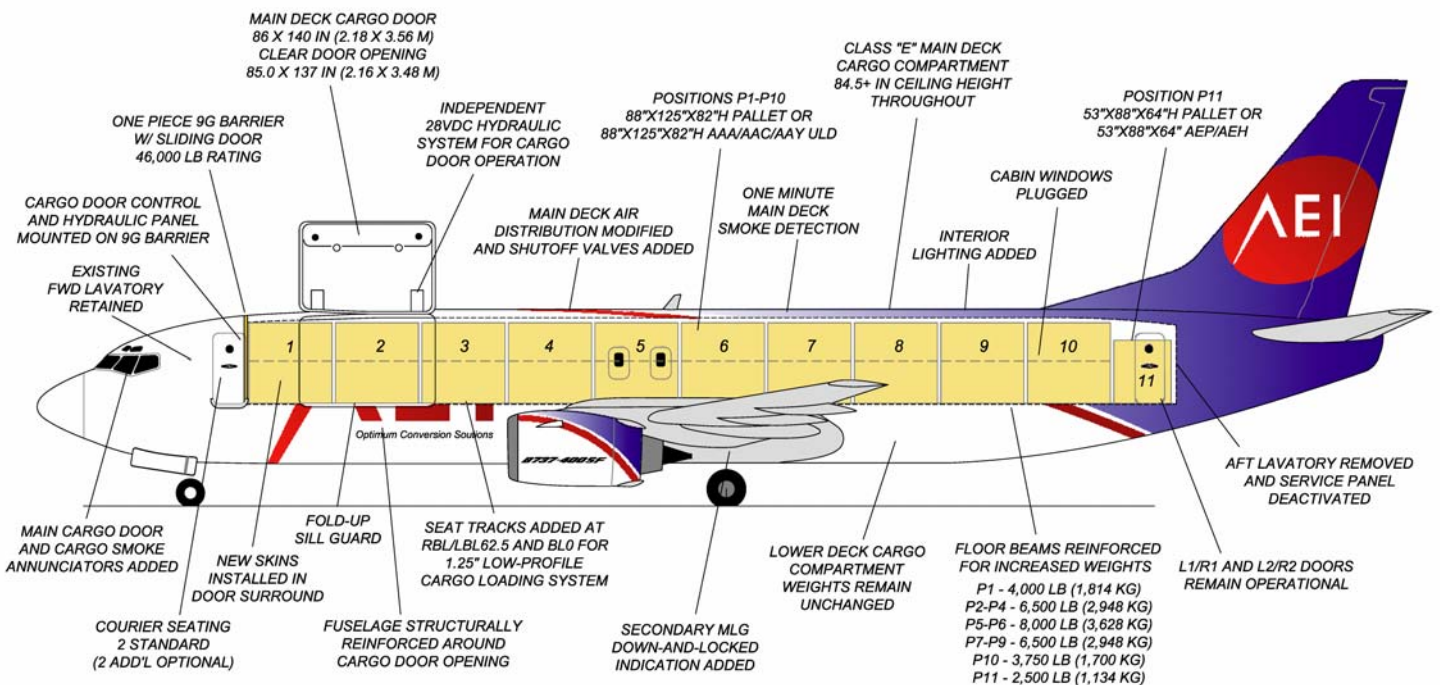 MAIN DECK CARGO DOOR
86 X 140 IN (2.18 X 3.56 M)
CLEAR DOOR OPENING
85.0 X 137 IN (2.16 X 3.48 M)
ONE PIECE 9G BARRIER
W/ SLIDING DOOR
46,000 LB RATING
INDEPENDENT
28VDC HYDRAULIC
SYSTEM FOR CARGO
DOOR OPERATION
POSITIONS P1-P10
88"X125"X82"H PALLET OR
88"X125"X82"H AAA/AAC/AAY ULD
CLASS "E" MAIN DECK
CARGO COMPARTMENT
84.5+ IN CEILING HEIGHT
THROUGHOUT
POSITION P11
53"X88"X64"H PALLET OR
53"X88"X64" AEP/AEH
CARGO DOOR CONTROL
AND HYDRAULIC PANEL
MOUNTED ON 9G BARRIER
MAIN DECK AIR
DISTRIBUTION MODIFIED
AND SHUTOFF VALVES ADDED
ONE MINUTE
MAIN DECK
SMOKE DETECTION
CABIN WINDOWS
PLUGGED
INTERIOR
LIGHTING ADDED
EXISTING
FWD LAVATORY
RETAINED
AEI
1
2
3
4
5
6
7
8
9
10
11
Optimum Conversion Soutions
B737-400SF
MAIN CARGO DOOR
AND CARGO SMOKE
ANNUNCIATORS ADDED
NEW SKINS
INSTALLED IN
DOOR SURROUND
FOLD-UP
SILL GUARD
SEAT TRACKS ADDED AT
RBL/LBL62.5 AND BL0 FOR
1.25" LOW-PROFILE
CARGO LOADING SYSTEM
COURIER SEATING
2 STANDARD
(2 ADD'L OPTIONAL)
FUSELAGE STRUCTURALLY
REINFORCED AROUND
CARGO DOOR OPENING
SECONDARY MLG
DOWN-AND-LOCKED
INDICATION ADDED
LOWER DECK CARGO
COMPARTMENT
WEIGHTS REMAIN
UNCHANGED
FLOOR BEAMS REINFORCED
FOR INCREASED WEIGHTS
P1 - 4,000 LB (1,814 KG)
P2-P4 - 6,500 LB (2,948 KG)
P5-P6 - 8,000 LB (3,628 KG)
P7-P9 - 6,500 LB (2,948 KG)
P10 - 3,750 LB (1,700 KG)
P11 - 2,500 LB (1,134 KG)
L1/R1 AND L2/R2 DOORS
REMAIN OPERATIONAL
AFT LAVATORY REMOVED
AND SERVICE PANEL
DEACTIVATED